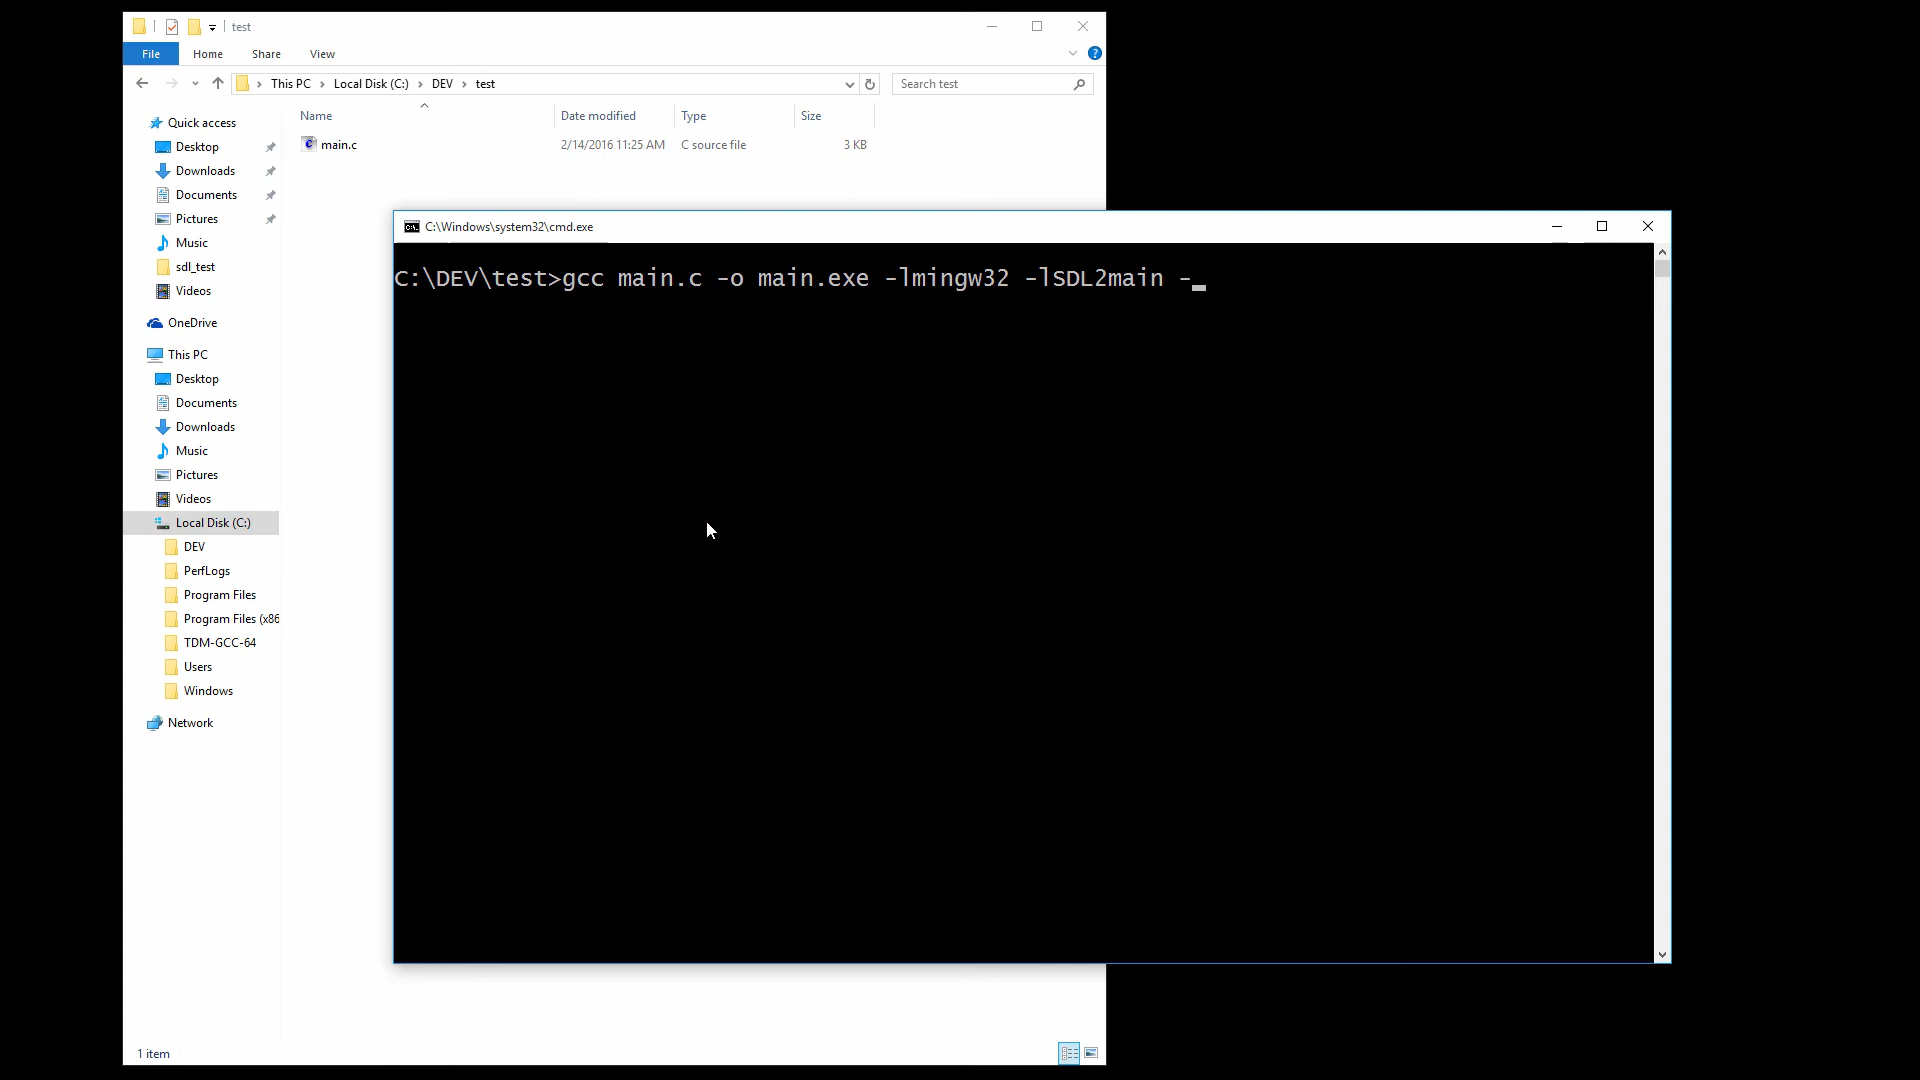 test
File Home Share View
This PC Local Disk (C:) DEV test
Search test
Name Date modified Type Size
main.c 2/14/2016 11:25 AM C source file 3 KB
Quick access
Desktop
Downloads
Documents
Pictures
Music
sdl_test
Videos
OneDrive
This PC
Desktop
Documents
Downloads
Music
Pictures
Videos
Local Disk (C:)
DEV
PerfLogs
Program Files
Program Files (x86
TDM-GCC-64
Users
Windows
Network
1 item
C:\Windows\system32\cmd.exe
C:\DEV\test>gcc main.c -o main.exe -lmingw32 -lSDL2main -_